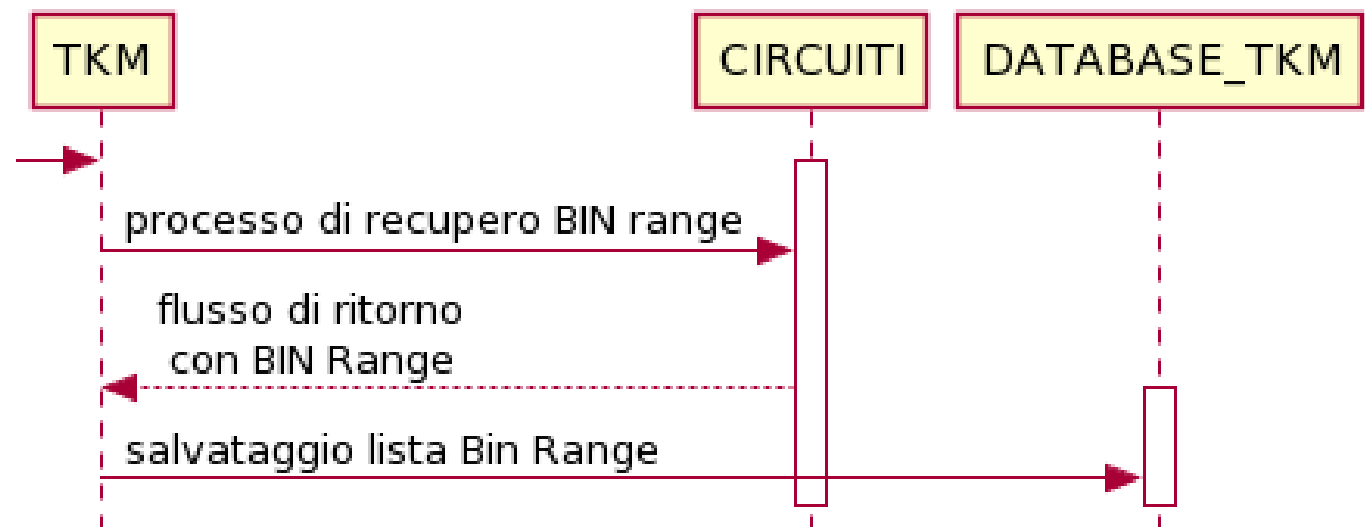 TKM
CIRCUITI
DATABASE_TKM
processo di recupero BIN range
flusso di ritorno
con BIN Range
salvataggio lista Bin Range